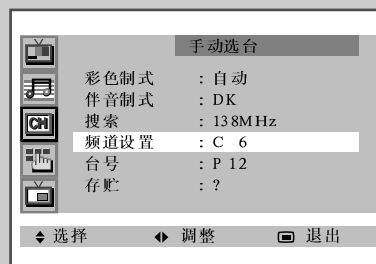 手动选台
彩色制式 : 自动
伴音制式 : DK
搜索 : 138MHz
频道设置 : C 6
台号 : P 12
存贮 : ?
CH
选择 调整 退出